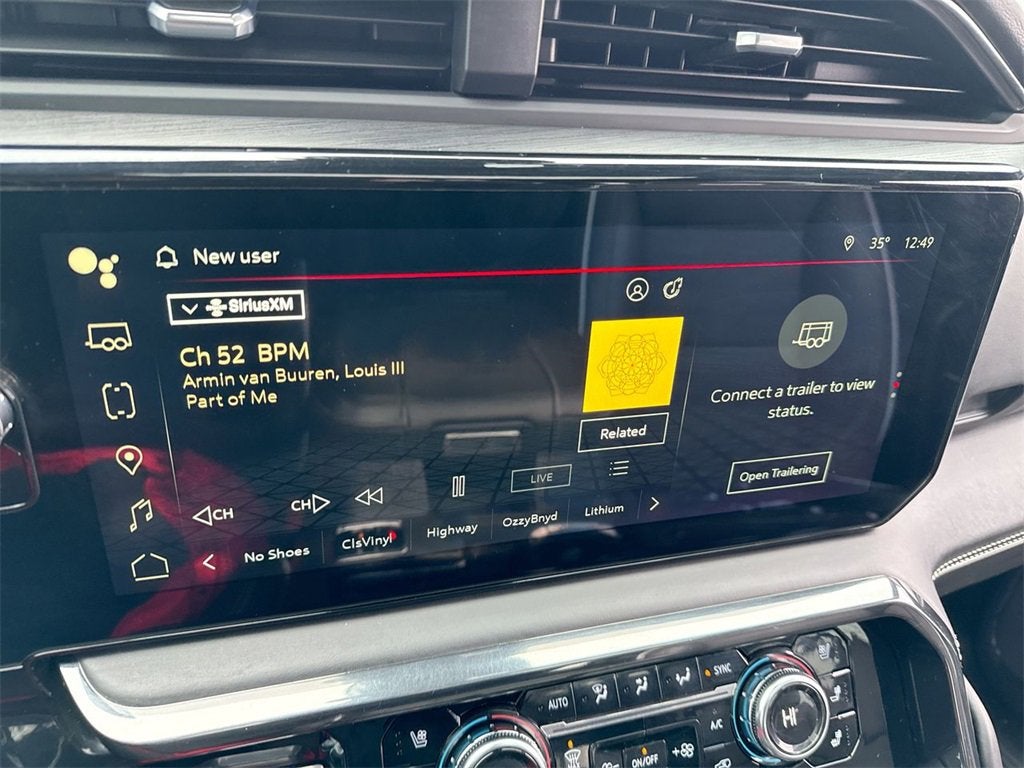 New user
35° 12:49
SiriusXM
Ch 52 BPM
Armin van Buuren, Louis III
Part of Me
Related
Connect a trailer to view
status.
Open Trailering
CH
CH
LIVE
No Shoes
ClsVinyl
Highway
OzzyBnyd
Lithium
AUTO
SYNC
A/C
HI
ON/OFF